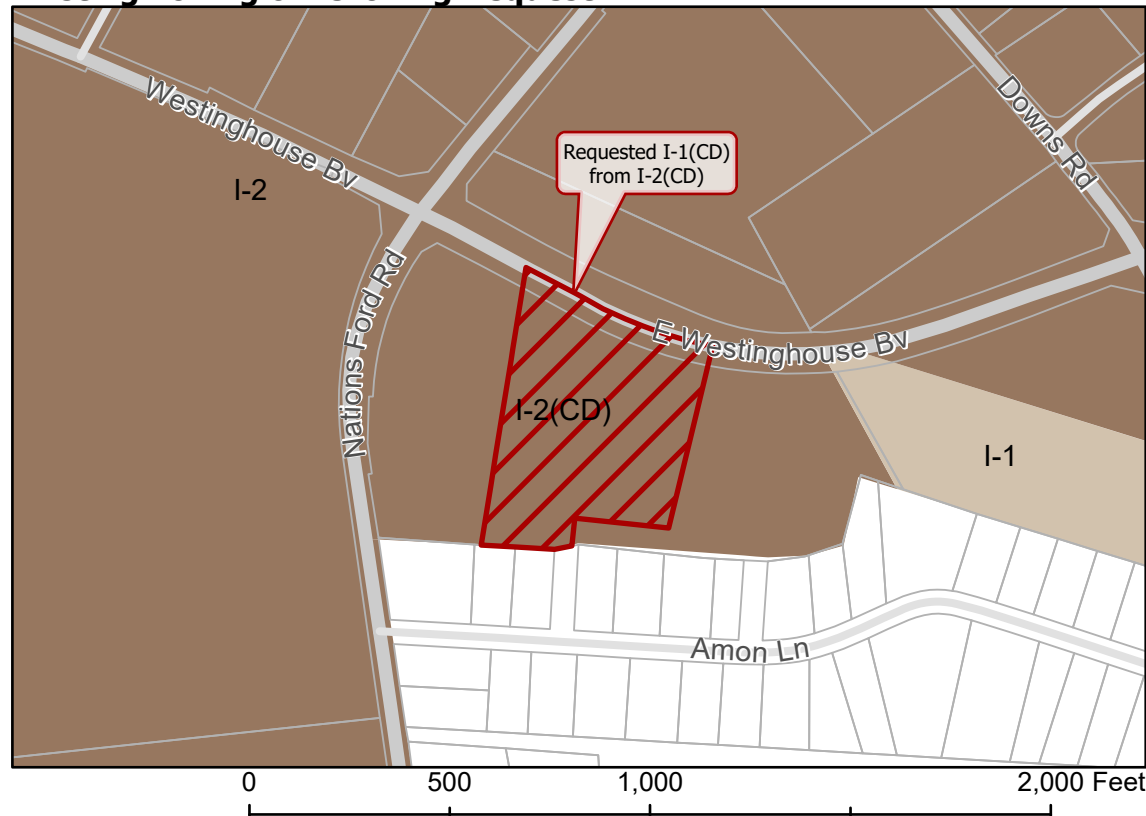 Westinghouse Bv
Downs Rd
Requested I-1(CD)
from I-2(CD)
I-2
Nations Ford Rd
E Westinghouse Bv
I-2(CD)
I-1
Amon Ln
0 500 1,000 2,000 Feet